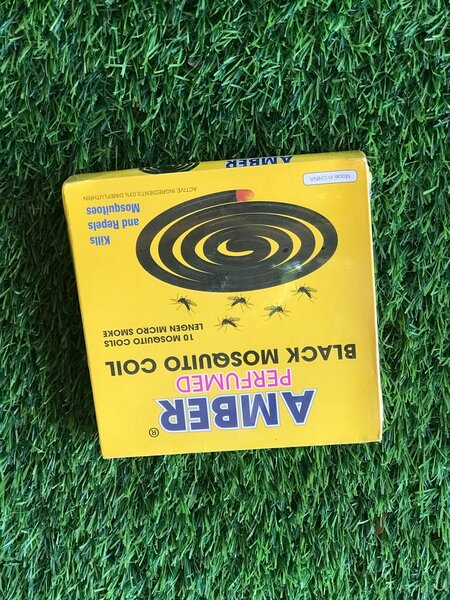 AMBER®
PERFUMED
BLACK MOSQUITO COIL
10 MOSQUITO COILS
LENGEN MICRO SMOKE
Kills
and Repels
Mosquitoes
ACTIVE INGREDIENT:0.03% DIMEFLUTHRIN
Made in CHINA
AMBER